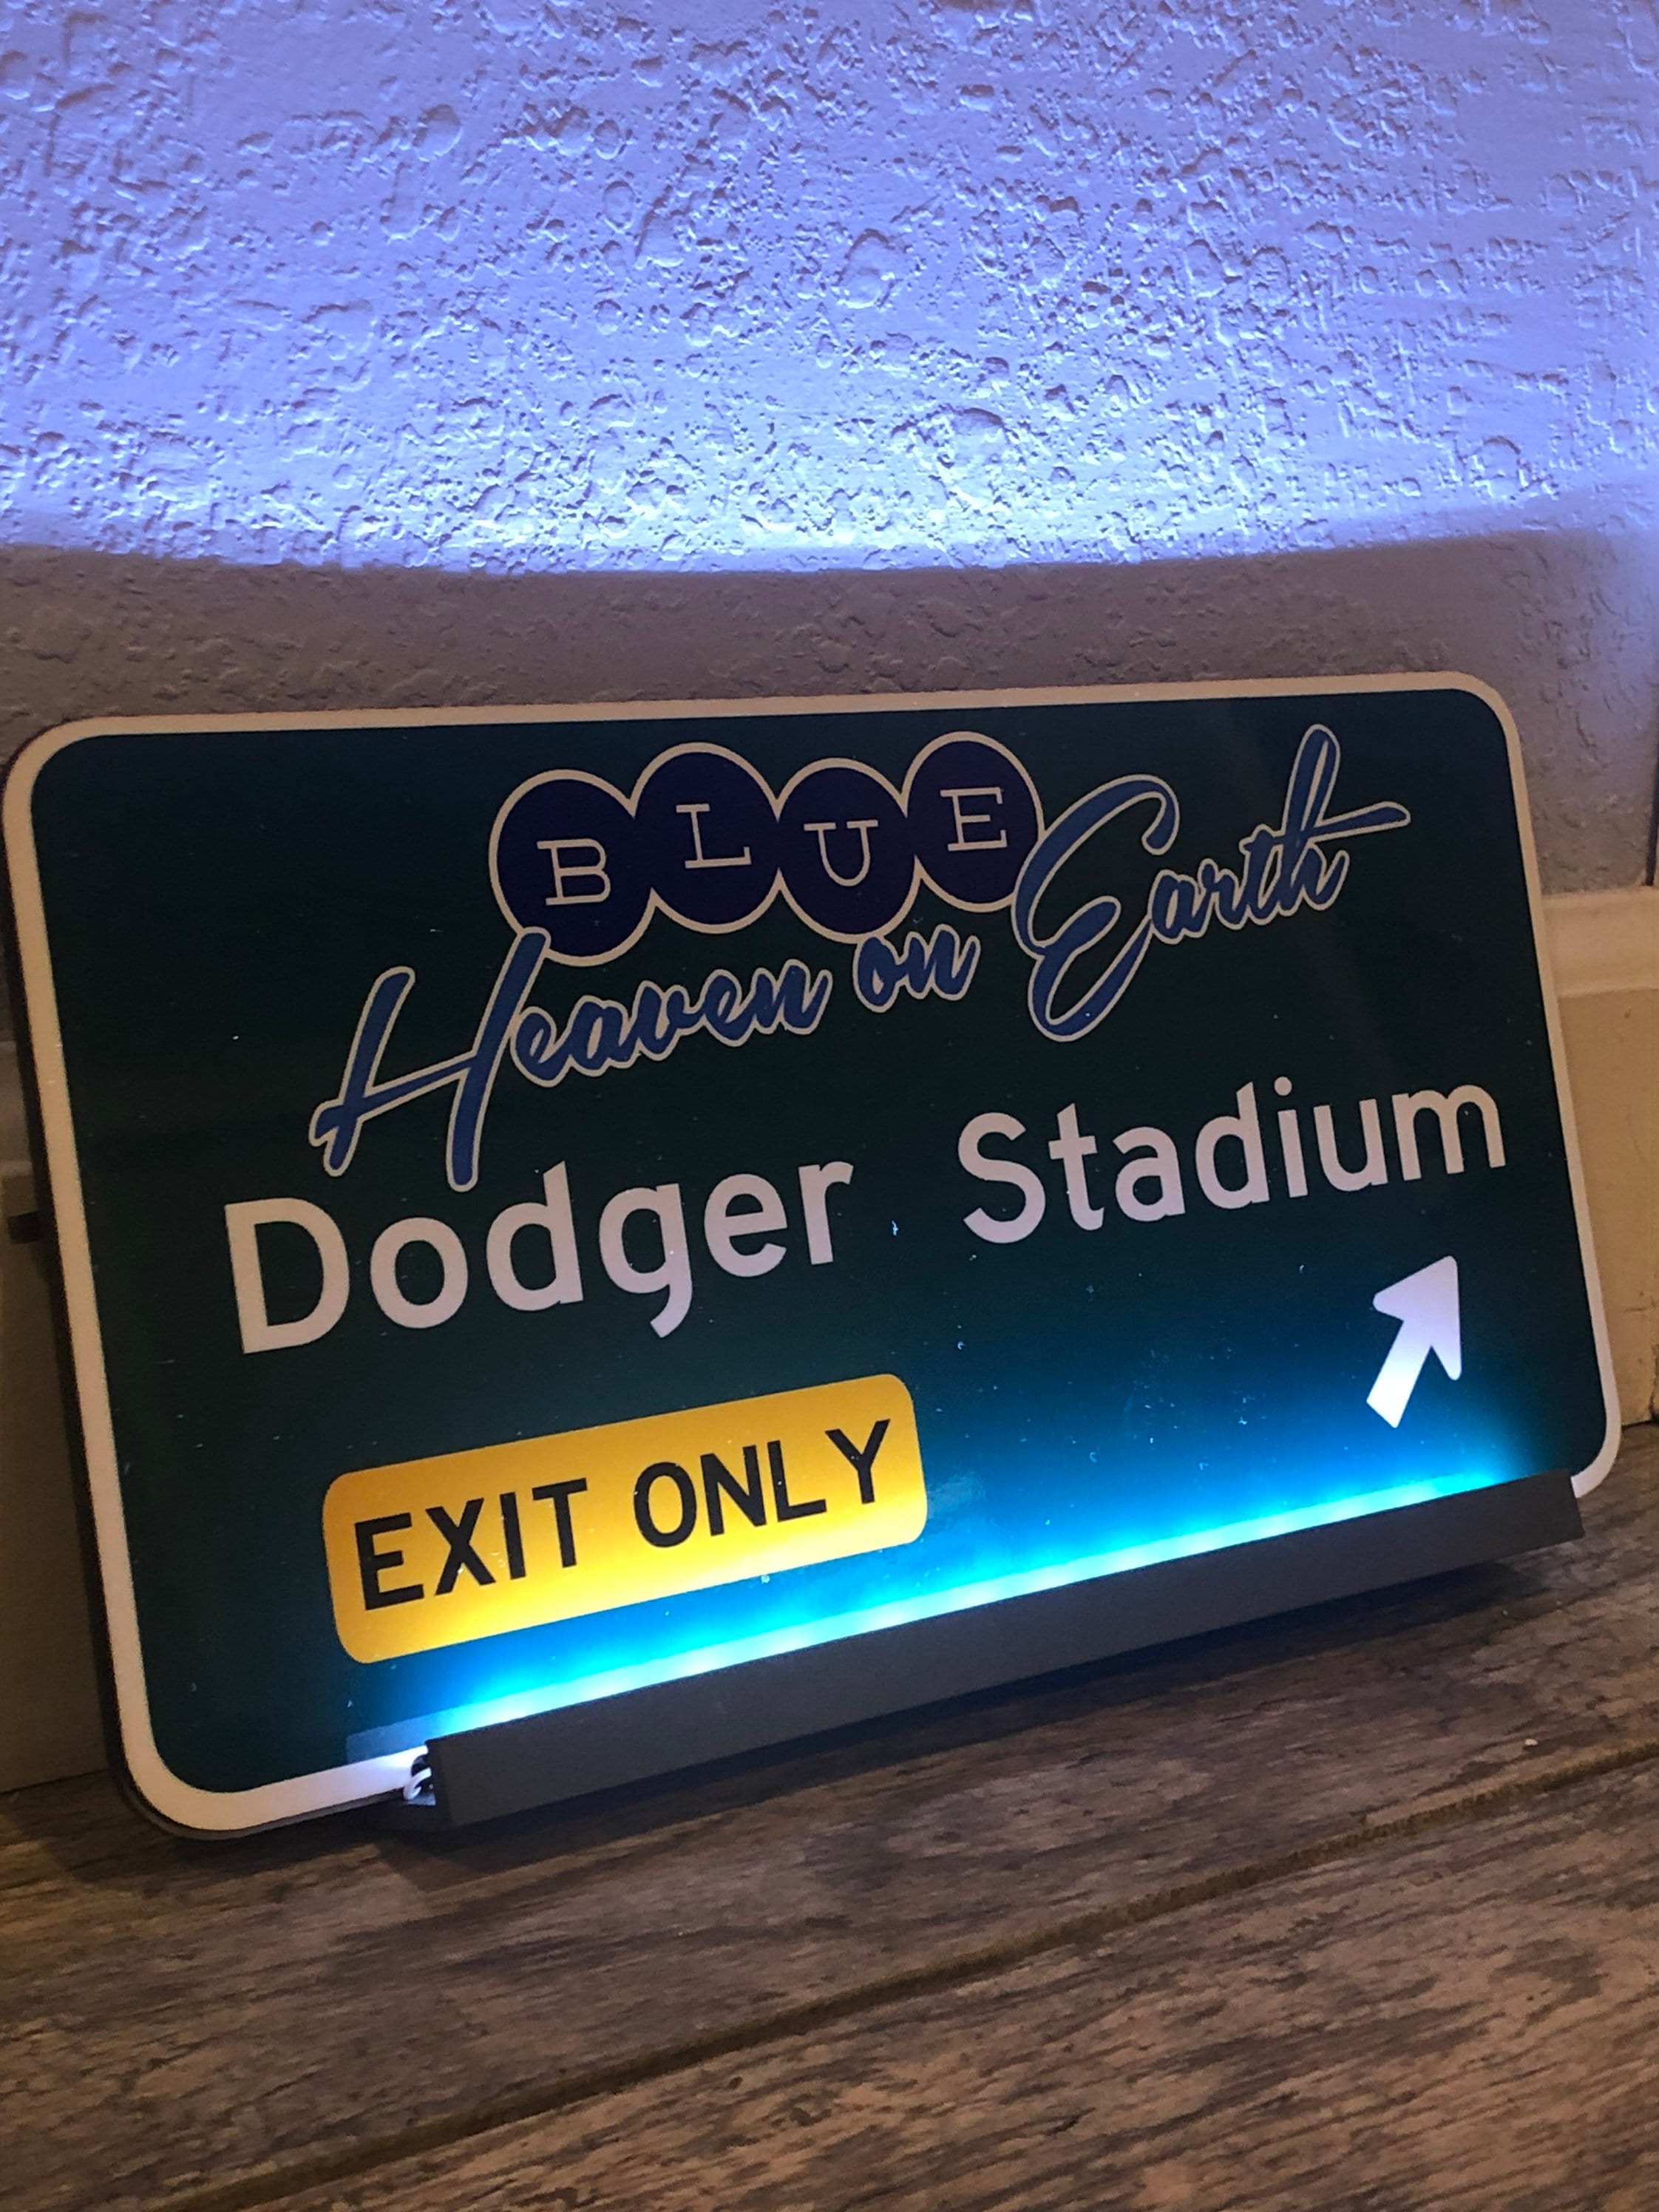 BLUE
Heaven on Earth
Dodger Stadium
EXIT ONLY